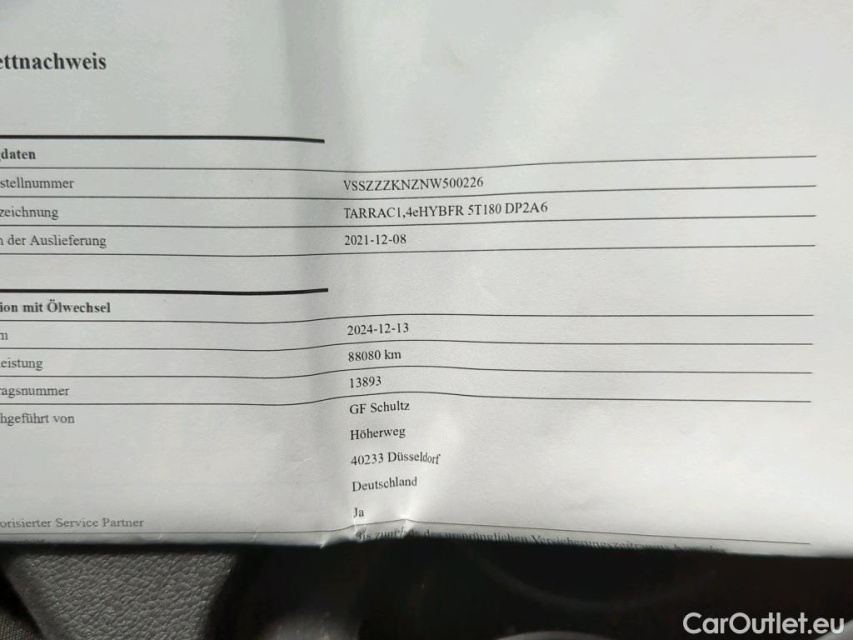 ettnachweis
daten
stellnummer VSSZZZKNZNW500226
zeichnung TARRAC1,4eHYBFR 5T180 DP2A6
n der Auslieferung 2021-12-08
ion mit Ölwechsel
m 2024-12-13
eistung 88080 km
ragsnummer 13893
hgeführt von GF Schultz
Höherweg
40233 Düsseldorf
Deutschland
orisierter Service Partner Ja
CarOutlet.eu